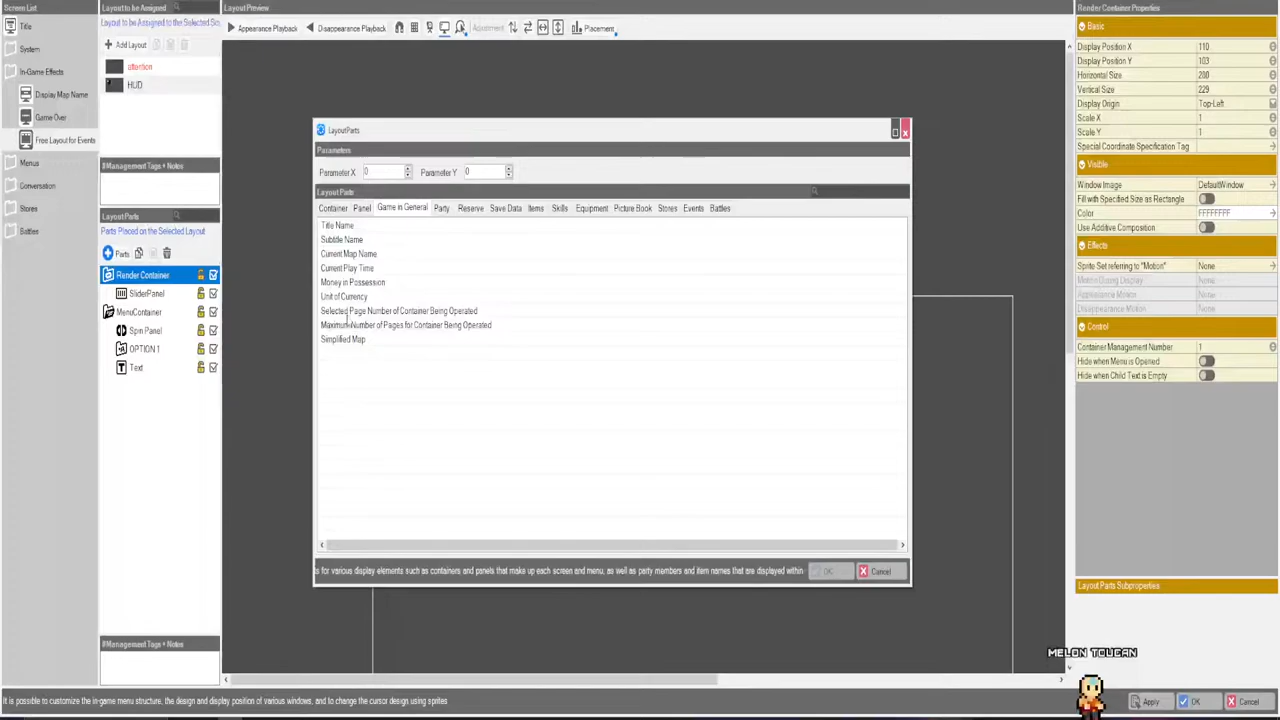 Screen List
Title
System
In-Game Effects
Display Map Name
Game Over
Free Layout for Events
Menus
Conversation
Stores
Battles
Layout to be Assigned
Layout to be Assigned to the Selected Scr
Add Layout
attention
HUD
#Management Tags + Notes
Layout Parts
Parts Placed on the Selected Layout
Parts
Render Container
SliderPanel
MenuContainer
Spin Panel
OPTION 1
Text
#Management Tags + Notes
Layout Preview
Appearance Playback
Disappearance Playback
Adjustment
Placement
LayoutParts
Parameters
Parameter X 0 Parameter Y 0
Layout Parts
Container Panel Game in General Party Reserve Save Data Items Skills Equipment Picture Book Stores Events Battles
Title Name
Subtitle Name
Current Map Name
Current Play Time
Money in Possession
Unit of Currency
Selected Page Number of Container Being Operated
Maximum Number of Pages for Container Being Operated
Simplified Map
s for various display elements such as containers and panels that make up each screen and menu, as well as party members and item names that are displayed within
OK
Cancel
Render Container Properties
Basic
Display Position X 110
Display Position Y 103
Horizontal Size 280
Vertical Size 229
Display Origin Top-Left
Scale X 1
Scale Y 1
Special Coordinate Specification Tag
Visible
Window Image DefaultWindow
Fill with Specified Size as Rectangle
Color FFFFFFFF
Use Additive Composition
Effects
Sprite Set referring to "Motion" None
Motion During Display None
Appearance Motion None
Disappearance Motion None
Control
Container Management Number 1
Hide when Menu is Opened
Hide when Child Text is Empty
Layout Parts Subproperties
MELON TOUCAN
It is possible to customize the in-game menu structure, the design and display position of various windows, and to change the cursor design using sprites
Apply
OK
Cancel